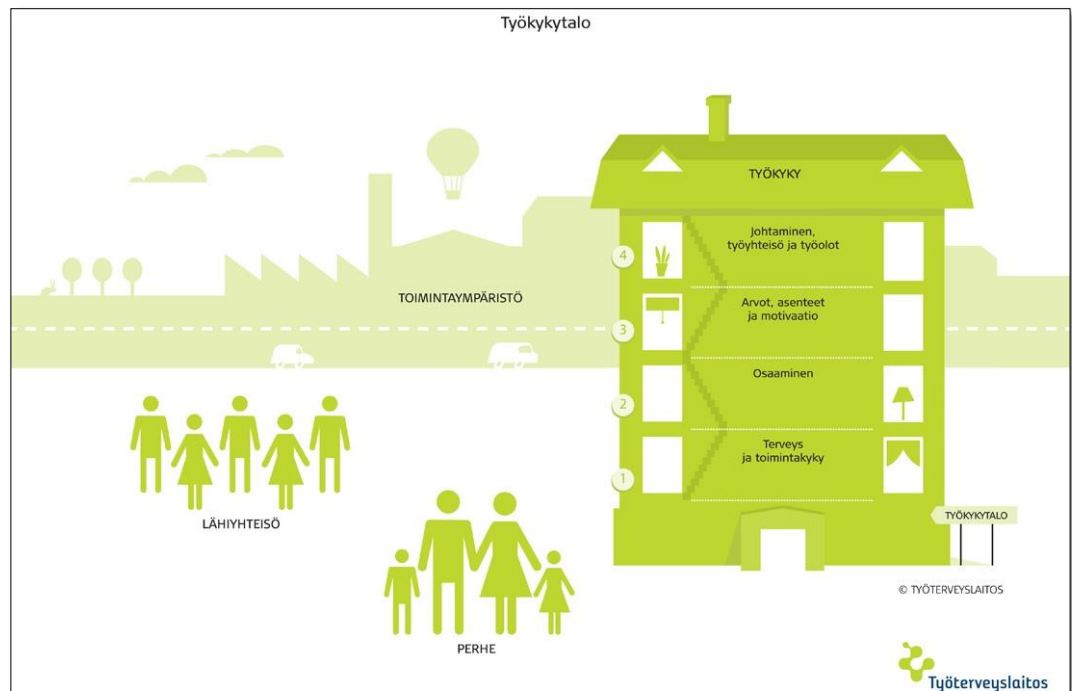 Työkykytalo
TYÖKYKY
4
Johtaminen,
työyhteisö ja työolot
TOIMINTAYMPÄRISTÖ
3
Arvot, asenteet
ja motivaatio
2
Osaaminen
1
Terveys
ja toimintakyky
LÄHIYHTEISÖ
PERHE
TYÖKYKYTALO
© TYÖTERVEYSLAITOS
Työterveyslaitos